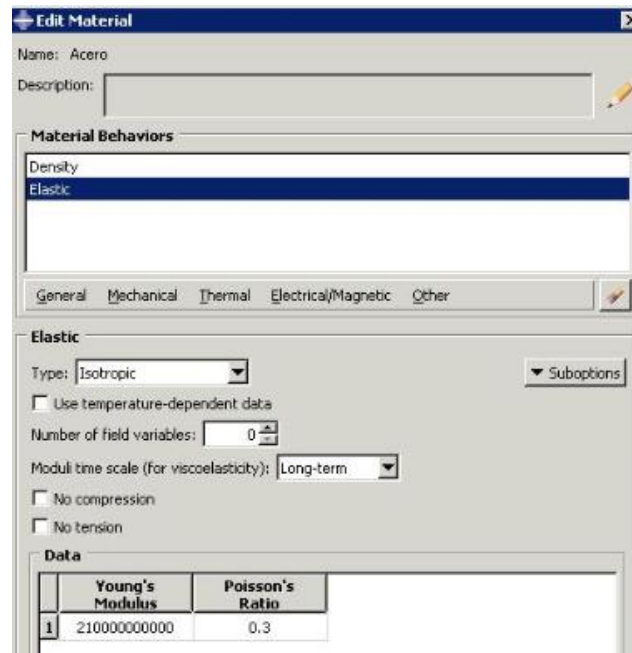 Edit Material
Name: Acero
Description:
Material Behaviors
Density
Elastic
General Mechanical Thermal Electrical/Magnetic Other
Elastic
Type: Isotropic Suboptions
Use temperature-dependent data
Number of field variables: 0
Moduli time scale (for viscoelasticity): Long-term
No compression
No tension
Data
Young's Modulus Poisson's Ratio
1 210000000000 0.3